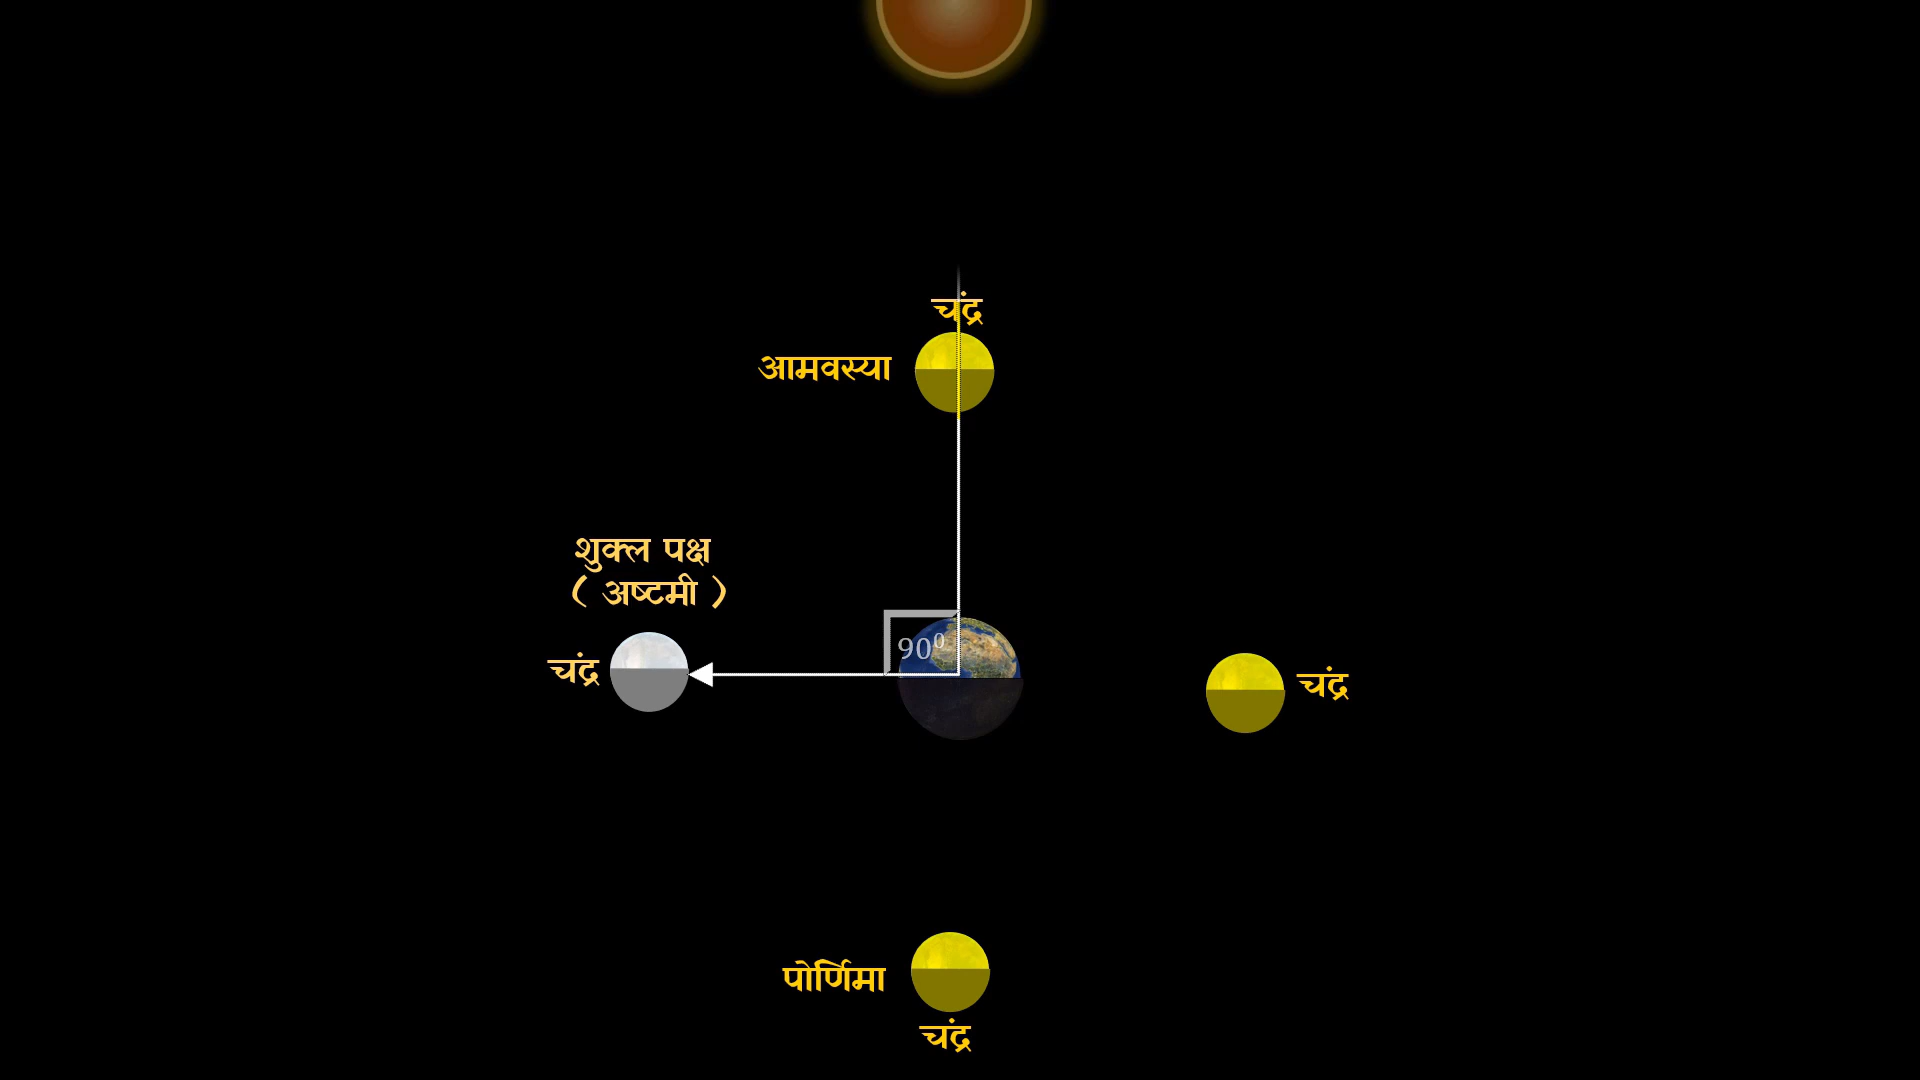 चंद्र
आमवस्या
शुक्ल पक्ष
( अष्टमी )
90⁰
चंद्र
चंद्र
पोर्णिमा
चंद्र